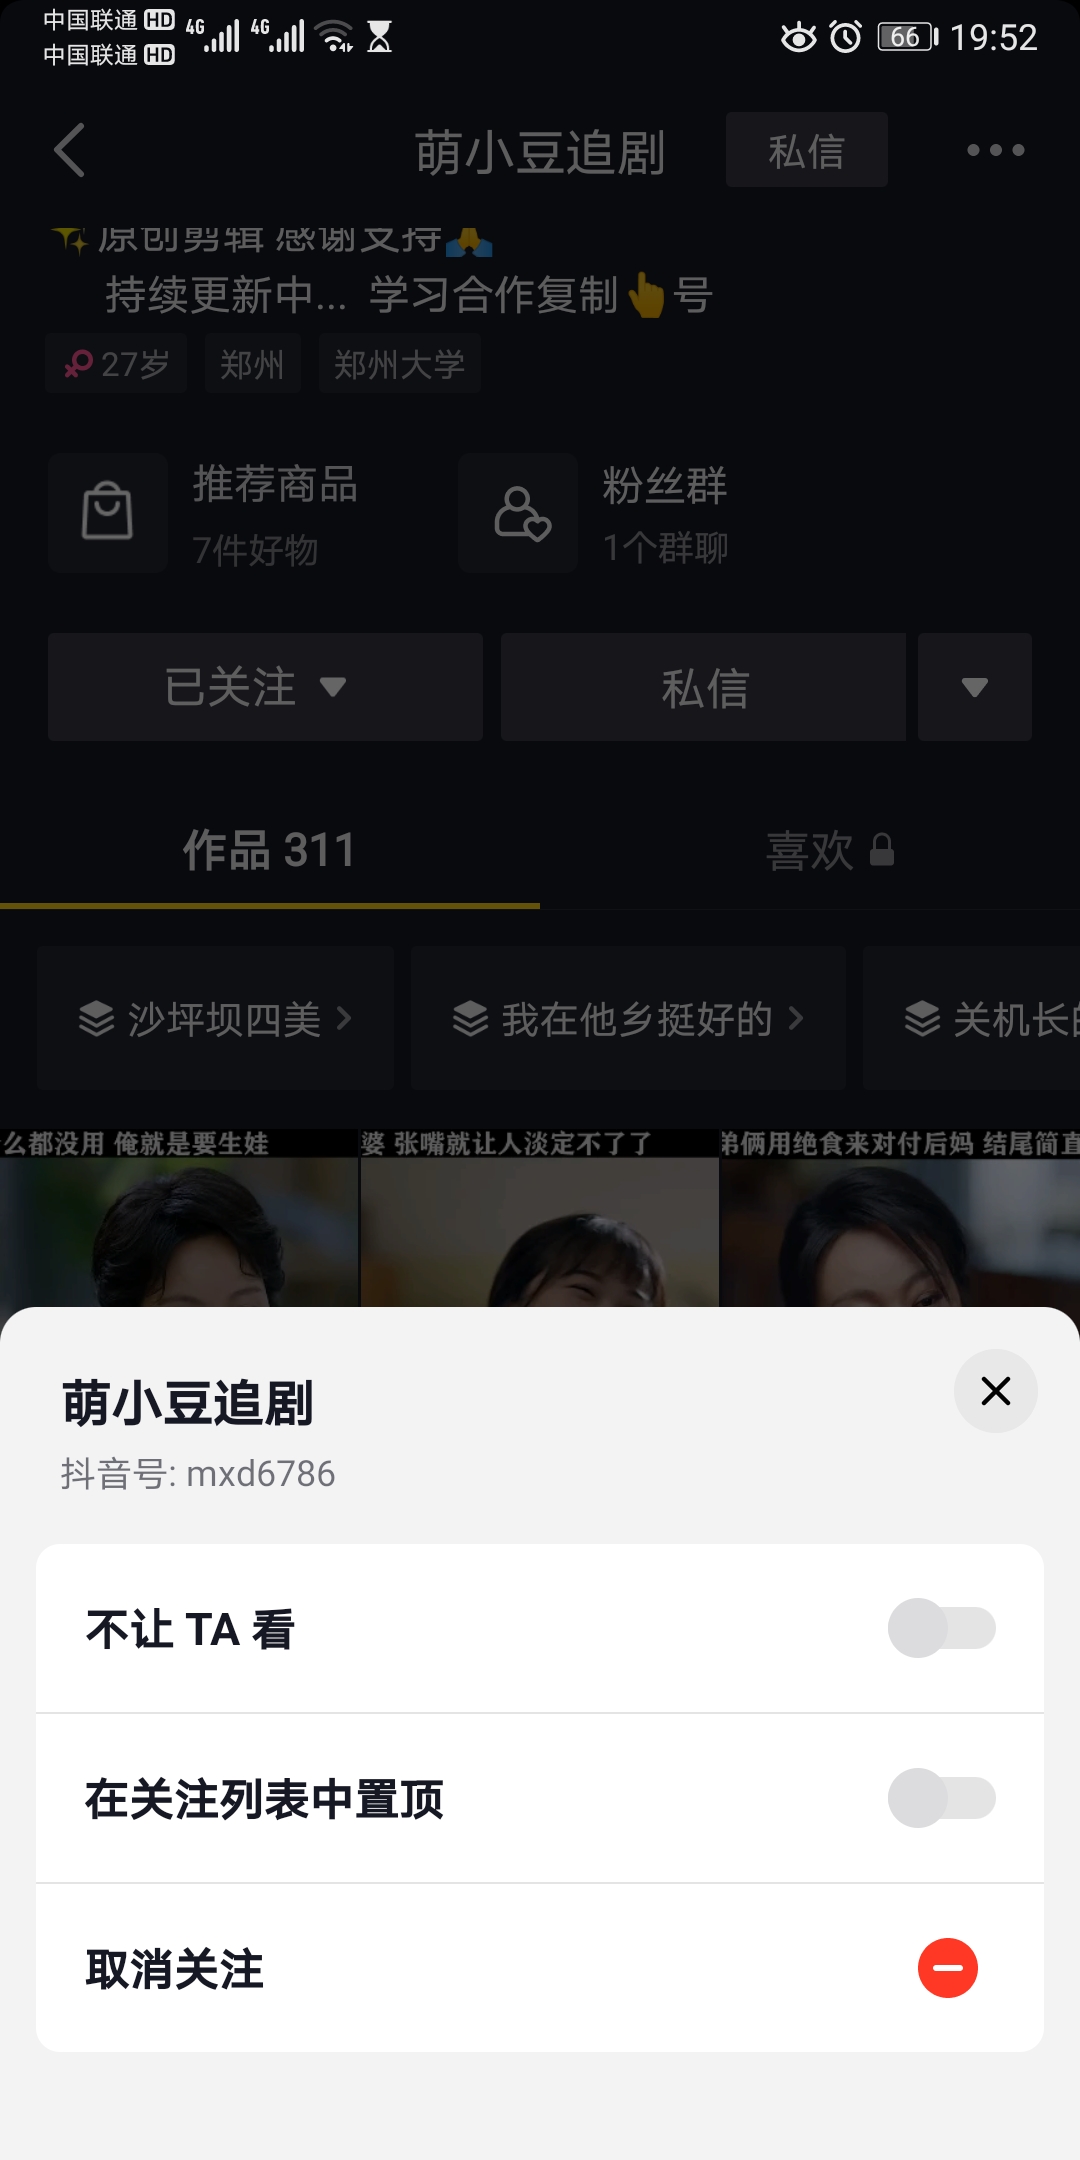 中国联通 HD 4G 4G 66 19:52
中国联通 HD
萌小豆追剧 私信
✨原创剪辑 感谢支持🙏
持续更新中... 学习合作复制👆号
27岁 郑州 郑州大学
推荐商品 粉丝群
7件好物 1个群聊
已关注 私信
作品 311 喜欢
沙坪坝四美 我在他乡挺好的 关机长
么都没用 俺就是要生娃 婆 张嘴就让人淡定不了了 弟俩用绝食来对付后妈 结尾简直
萌小豆追剧
抖音号: mxd6786
不让 TA 看
在关注列表中置顶
取消关注